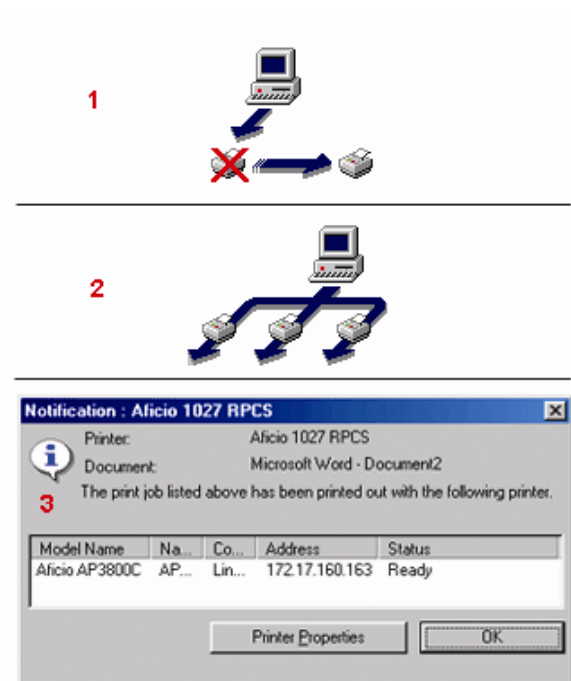 1
2
Notification : Aficio 1027 RPCS
Printer: Aficio 1027 RPCS
Document: Microsoft Word - Document2
3
The print job listed above has been printed out with the following printer.
Model Name Na... Co... Address Status
Aficio AP3800C AP... Lin... 172.17.160.163 Ready
Printer Properties OK